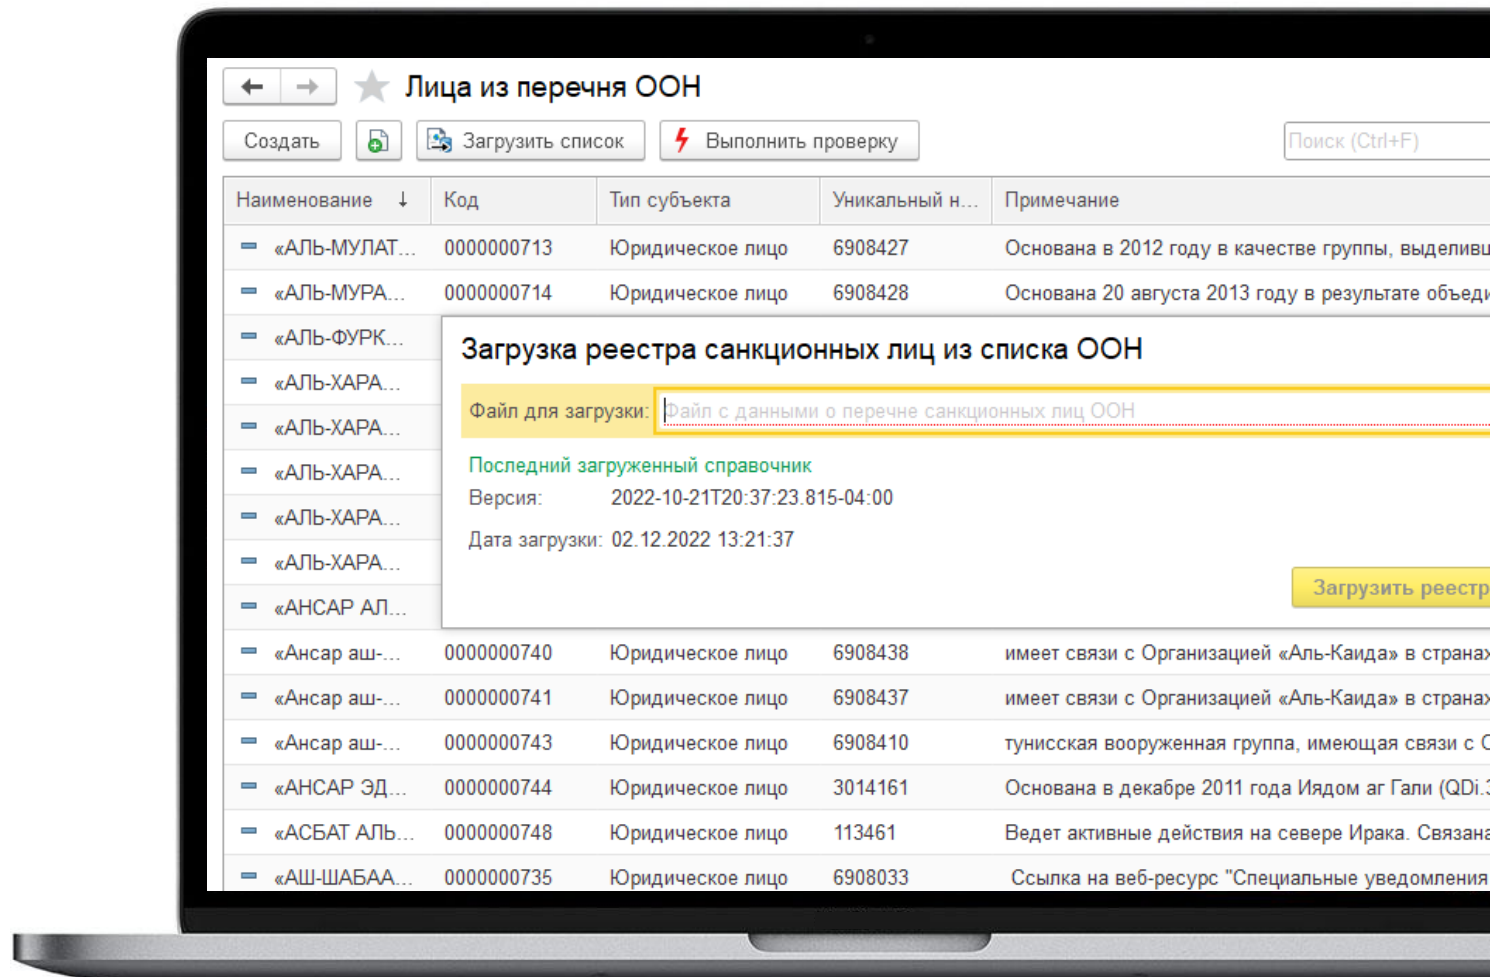 Лица из перечня ООН
Создать Загрузить список Выполнить проверку Поиск (Ctrl+F)
Наименование ↓ Код Тип субъекта Уникальный н... Примечание
«АЛЬ-МУЛАТ... 0000000713 Юридическое лицо 6908427 Основана в 2012 году в качестве группы, выделивш
«АЛЬ-МУРА... 0000000714 Юридическое лицо 6908428 Основана 20 августа 2013 году в результате объеди
«АЛЬ-ФУРК...
«АЛЬ-ХАРА...
«АЛЬ-ХАРА...
«АЛЬ-ХАРА...
«АЛЬ-ХАРА...
«АЛЬ-ХАРА...
«АНСАР АЛ...
Загрузка реестра санкционных лиц из списка ООН
Файл для загрузки: Файл с данными о перечне санкционных лиц ООН
Последний загруженный справочник
Версия: 2022-10-21T20:37:23.815-04:00
Дата загрузки: 02.12.2022 13:21:37
Загрузить реестр
«Ансар аш-... 0000000740 Юридическое лицо 6908438 имеет связи с Организацией «Аль-Каида» в странах
«Ансар аш-... 0000000741 Юридическое лицо 6908437 имеет связи с Организацией «Аль-Каида» в странах
«Ансар аш-... 0000000743 Юридическое лицо 6908410 тунисская вооруженная группа, имеющая связи с О
«АНСАР ЭД... 0000000744 Юридическое лицо 3014161 Основана в декабре 2011 года Иядом аг Гали (QDi.3
«АСБАТ АЛЬ... 0000000748 Юридическое лицо 113461 Ведет активные действия на севере Ирака. Связана
«АШ-ШАБАА... 0000000735 Юридическое лицо 6908033 Ссылка на веб-ресурс "Специальные уведомления